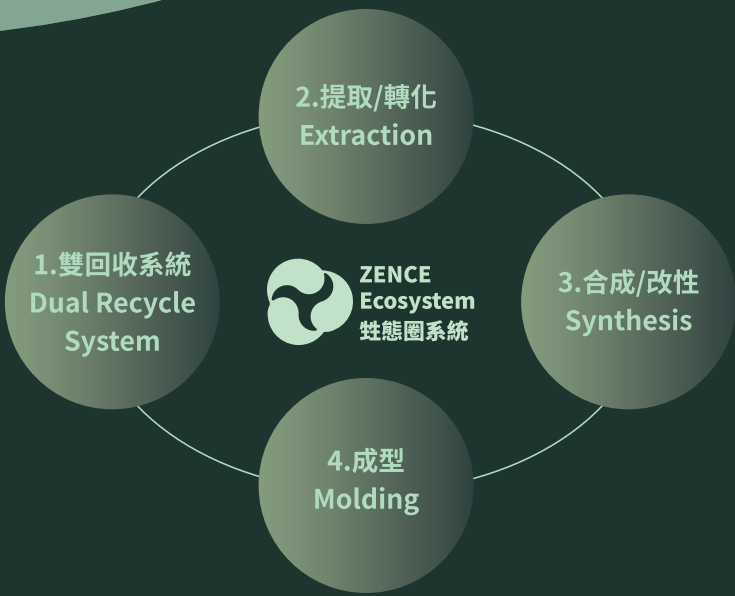 2.提取/轉化
Extraction
1.雙回收系統
Dual Recycle
System
ZENCE
Ecosystem
甡態圈系統
3.合成/改性
Synthesis
4.成型
Molding